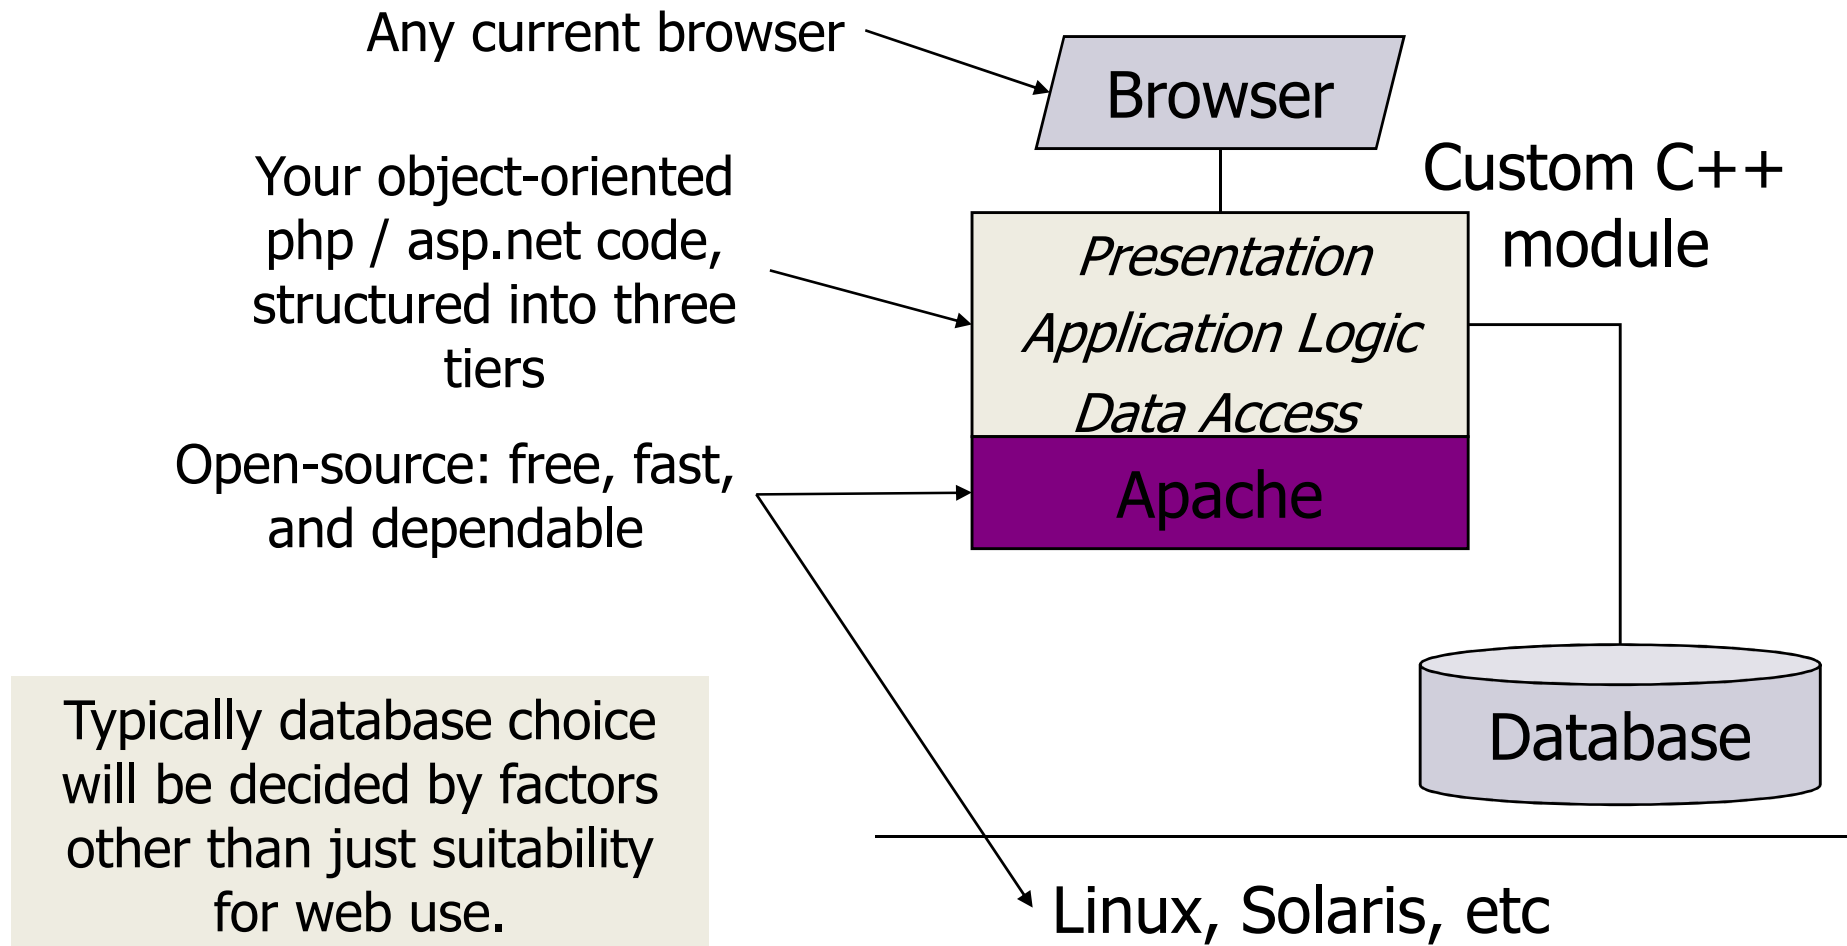 Any current browser
Browser
Your object-oriented
php / asp.net code,
structured into three
tiers
Custom C++
module
Presentation
Application Logic
Data Access
Open-source: free, fast,
and dependable
Apache
Typically database choice
will be decided by factors
other than just suitability
for web use.
Database
Linux, Solaris, etc